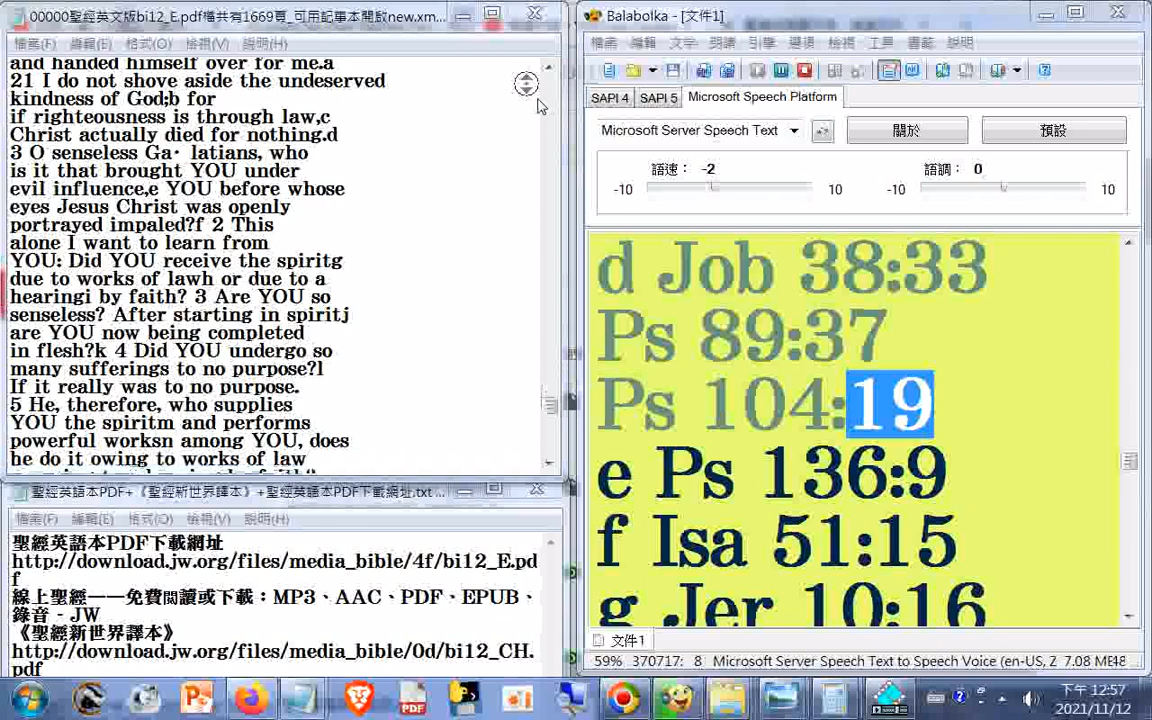 00000聖經英文版bi12_E.pdf檔共有1669頁_可用記事本開啟new.xm...
檔案(F) 編輯(E) 格式(O) 檢視(V) 說明(H)
and handed himself over for me.a
21 I do not shove aside the undeserved
kindness of God;b for
if righteousness is through law,c
Christ actually died for nothing.d
3 O senseless Ga· latians, who
is it that brought YOU under
evil influence,e YOU before whose
eyes Jesus Christ was openly
portrayed impaled?f 2 This
alone I want to learn from
YOU: Did YOU receive the spiritg
due to works of lawh or due to a
hearingi by faith? 3 Are YOU so
senseless? After starting in spiritj
are YOU now being completed
in flesh?k 4 Did YOU undergo so
many sufferings to no purpose?l
If it really was to no purpose.
5 He, therefore, who supplies
YOU the spiritm and performs
powerful worksn among YOU, does
he do it owing to works of law
聖經英語本PDF+《聖經新世界譯本》+聖經英語本PDF下載網址.txt ...
檔案(F) 編輯(E) 格式(O) 檢視(V) 說明(H)
聖經英語本PDF下載網址
http://download.jw.org/files/media_bible/4f/bi12_E.pd
f
線上聖經——免費閱讀或下載：MP3、AAC、PDF、EPUB、
錄音 - JW
《聖經新世界譯本》
http://download.jw.org/files/media_bible/0d/bi12_CH.
pdf
Balabolka - [文件1]
檔案 編輯 文字 朗讀 引擎 選項 檢視 工具 書籤 說明
SAPI 4 SAPI 5 Microsoft Speech Platform
Microsoft Server Speech Text 關於 預設
語速： -2 語調： 0
-10 10 -10 10
d Job 38:33
Ps 89:37
Ps 104:19
e Ps 136:9
f Isa 51:15
g Jer 10:16
文件1
59% 370717: 8 Microsoft Server Speech Text to Speech Voice (en-US, Z 7.08 MB
下午 12:57
2021/11/12